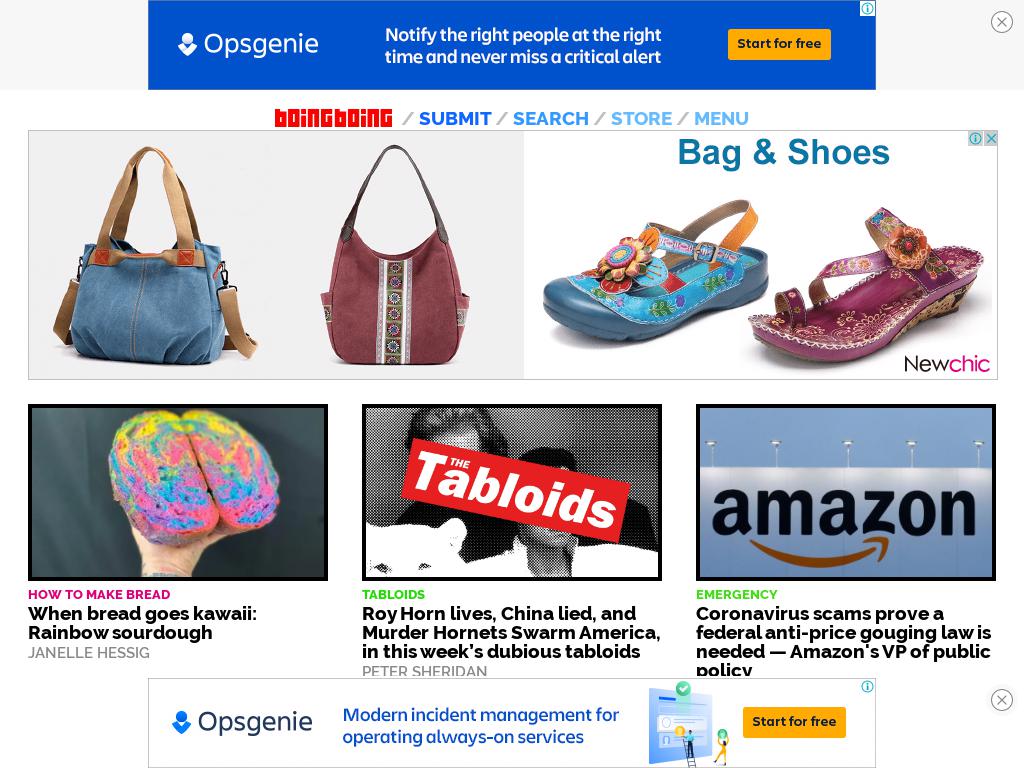 Opsgenie
Notify the right people at the right
time and never miss a critical alert
Start for free
boingboing / SUBMIT / SEARCH / STORE / MENU
Bag & Shoes
Newchic
THE
Tabloids
amazon
HOW TO MAKE BREAD
When bread goes kawaii:
Rainbow sourdough
JANELLE HESSIG
TABLOIDS
Roy Horn lives, China lied, and
Murder Hornets Swarm America,
in this week’s dubious tabloids
PETER SHERIDAN
EMERGENCY
Coronavirus scams prove a
federal anti-price gouging law is
needed — Amazon's VP of public
policy
Opsgenie
Modern incident management for
operating always-on services
Start for free